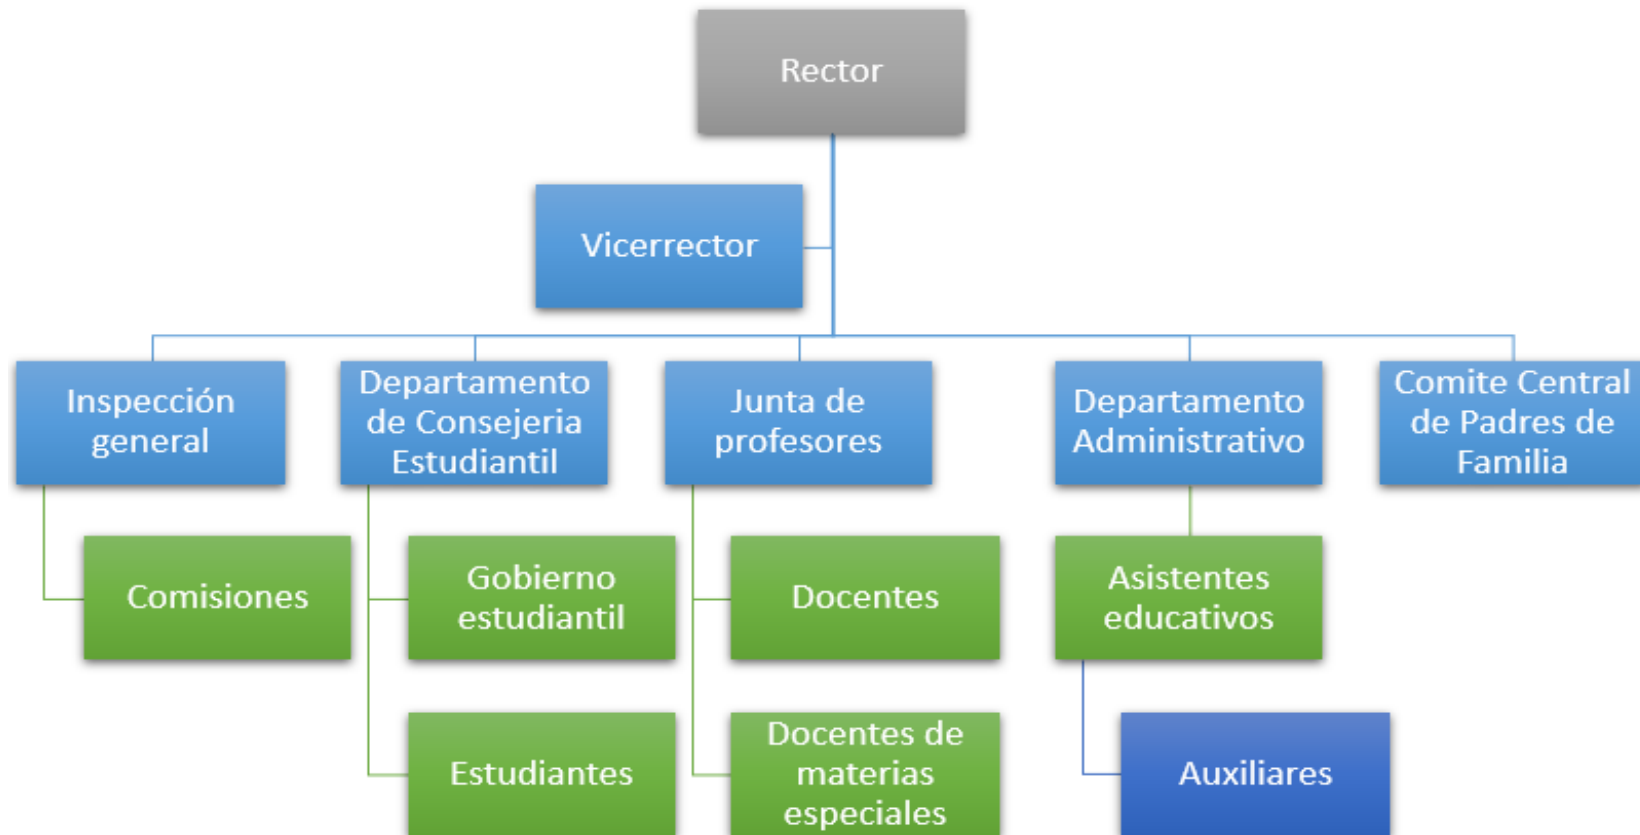 Rector
Vicerrector
Inspección
general
Departamento
de Consejeria
Estudiantil
Junta de
profesores
Departamento
Administrativo
Comite Central
de Padres de
Familia
Comisiones
Gobierno
estudiantil
Docentes
Asistentes
educativos
Estudiantes
Docentes de
materias
especiales
Auxiliares